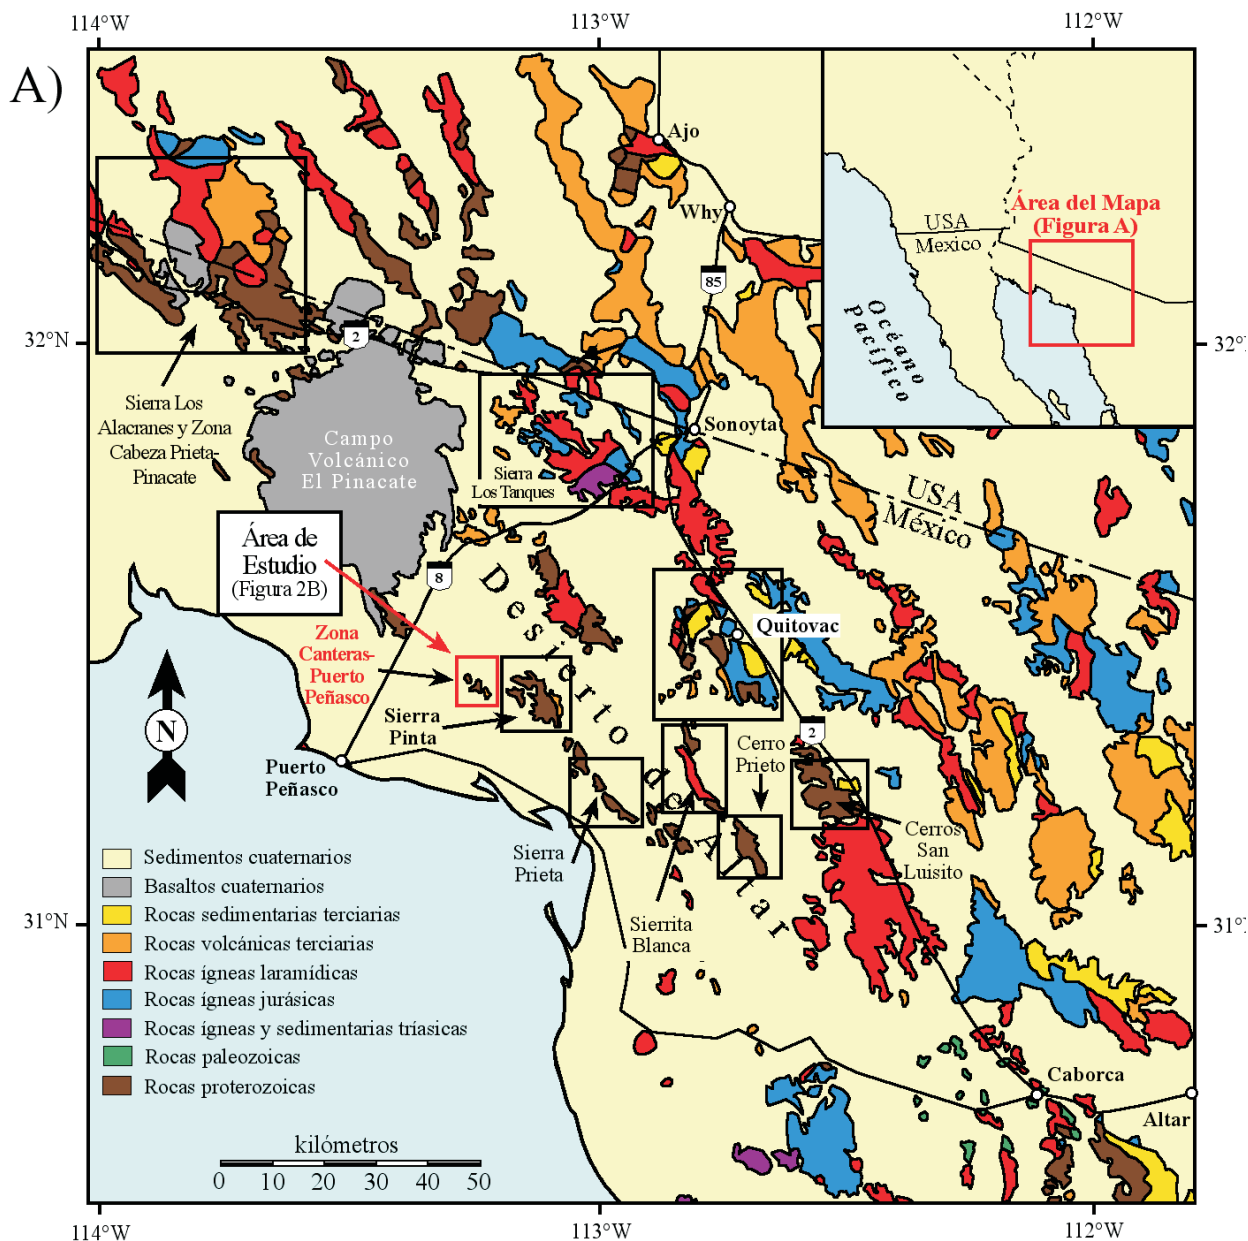 114°W
113°W
112°W
A)
Ajo
Why
85
USA
Mexico
Área del Mapa
(Figura A)
Océano
pacífico
32°N
32°
2
Sierra Los
Alacranes y Zona
Cabeza Prieta-
Pinacate
Campo
Volcánico
El Pinacate
Sonoyta
Sierra
Los Tanques
USA
México
Área de
Estudio
(Figura 2B)
8
Desierto de Altar
Zona
Canteras-
Puerto
Peñasco
Quitovac
Sierra
Pinta
2
Cerro
Prieto
Puerto
Peñasco
Sierra
Prieta
Cerros
San
Luisito
Sierrita
Blanca
31°N
31°
Sedimentos cuaternarios
Basaltos cuaternarios
Rocas sedimentarias terciarias
Rocas volcánicas terciarias
Rocas ígneas laramídicas
Rocas ígneas jurásicas
Rocas ígneas y sedimentarias tríasicas
Rocas paleozoicas
Rocas proterozoicas
N
Caborca
Altar
kilómetros
0 10 20 30 40 50
114°W
113°W
112°W